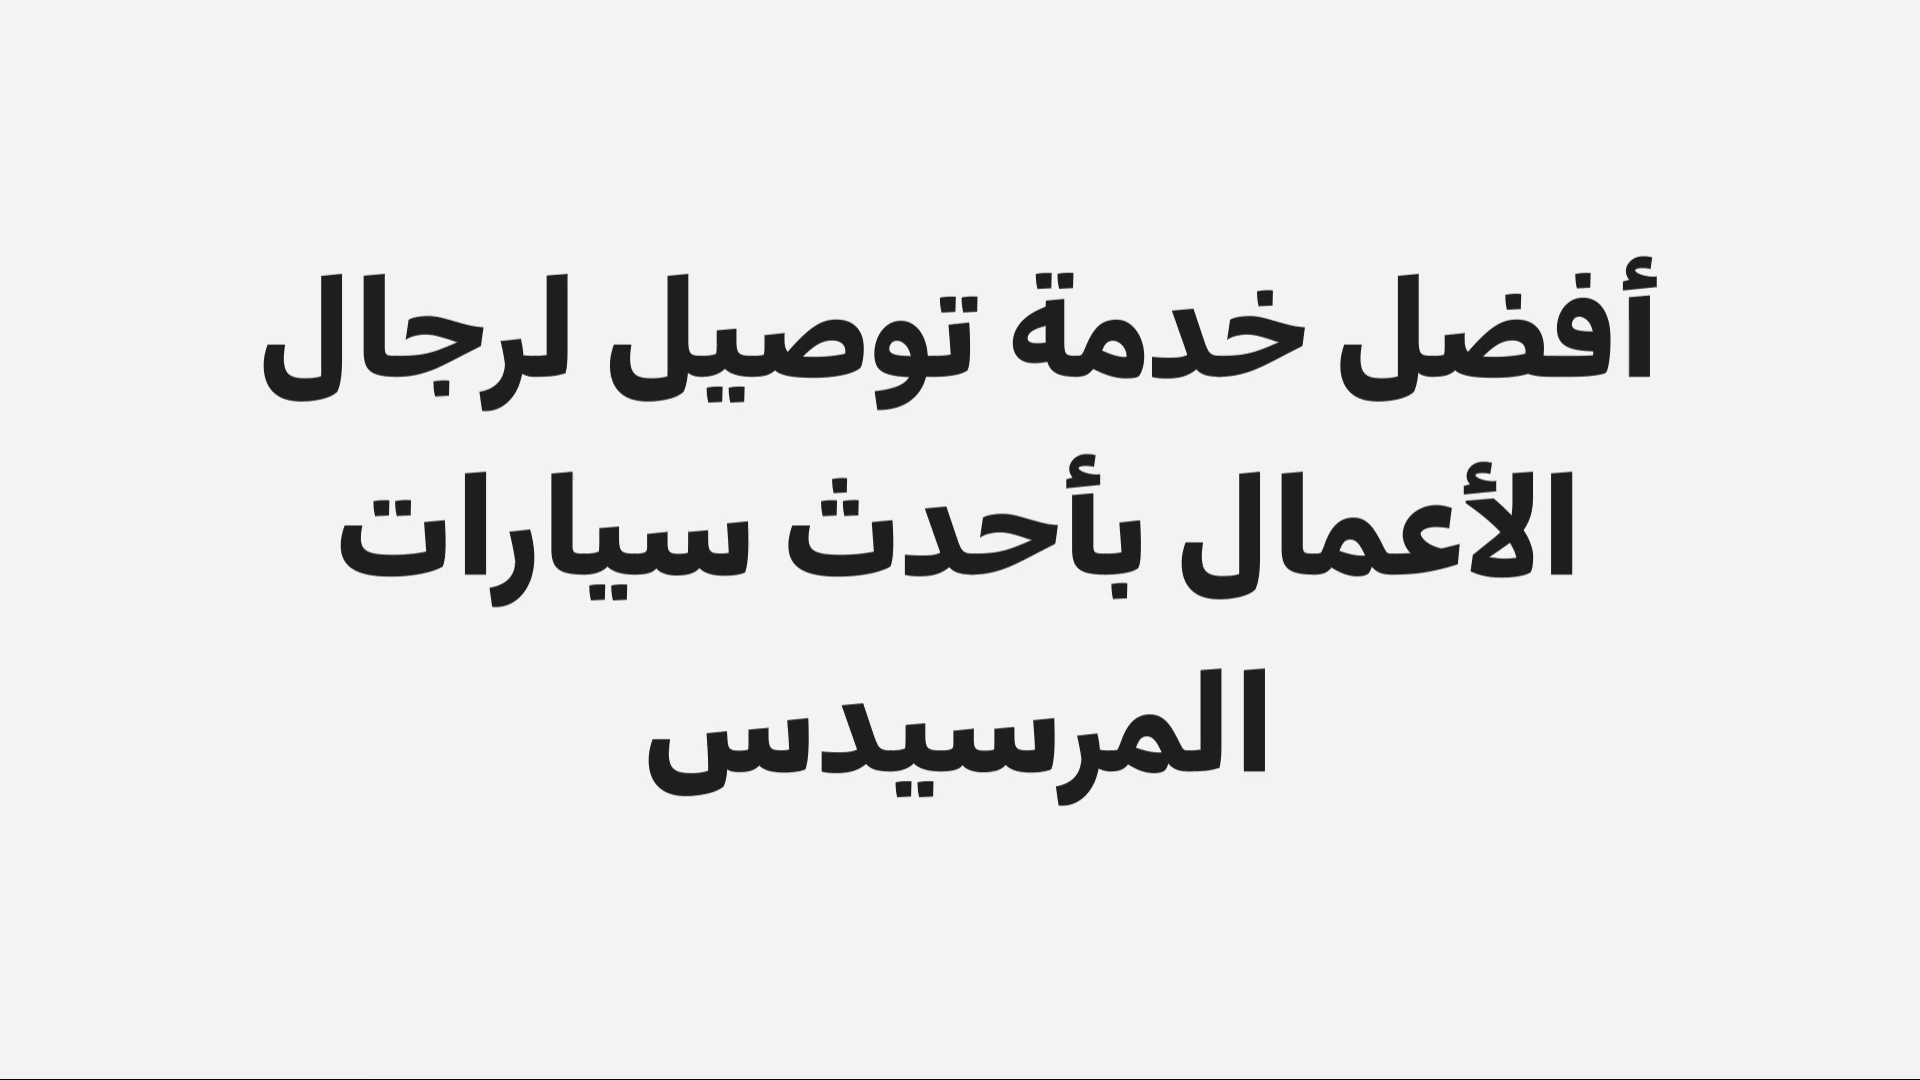 أفضل خدمة توصيل لرجال
الأعمال بأحدث سيارات
المرسيدس